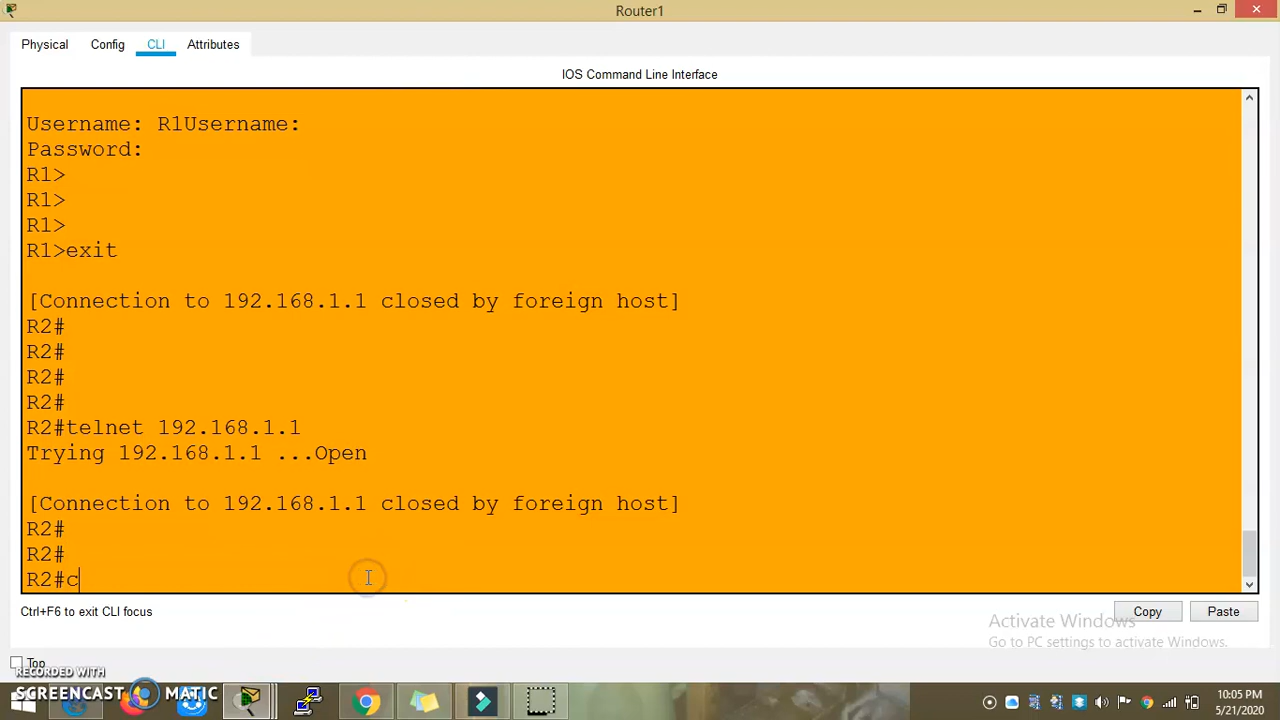 Router1
Physical Config CLI Attributes
IOS Command Line Interface
Username: R1Username:
Password:
R1>
R1>
R1>
R1>exit
[Connection to 192.168.1.1 closed by foreign host]
R2#
R2#
R2#
R2#
R2#telnet 192.168.1.1
Trying 192.168.1.1 ...Open
[Connection to 192.168.1.1 closed by foreign host]
R2#
R2#
R2#c
Ctrl+F6 to exit CLI focus
Copy Paste
Activate Windows
Go to PC settings to activate Windows.
Top
RECORDED WITH
SCREENCAST MATIC
10:05 PM
5/21/2020